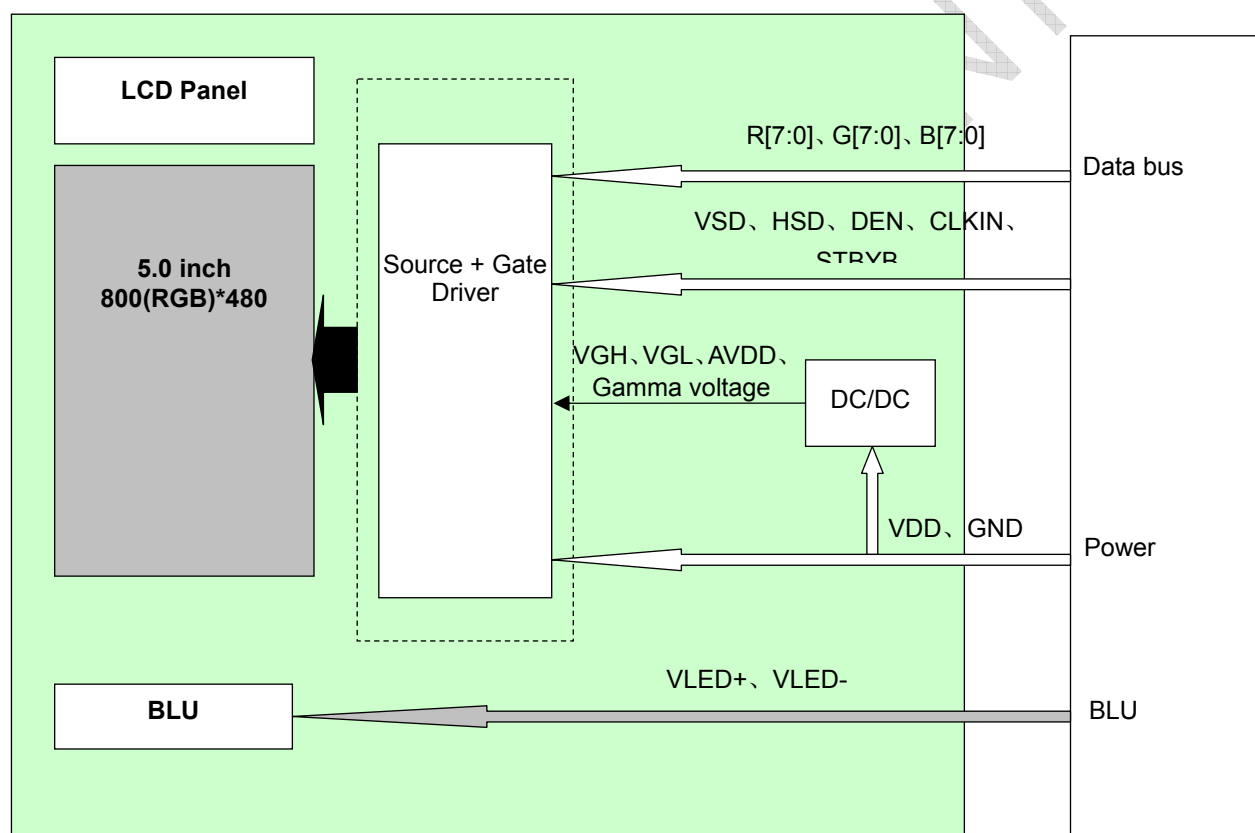 LCD Panel
R[7:0]、G[7:0]、B[7:0]
Data bus
VSD、HSD、DEN、CLKIN、
5.0 inch
800(RGB)*480
Source + Gate
Driver
VGH、VGL、AVDD、
Gamma voltage
DC/DC
VDD、GND
Power
VLED+、VLED-
BLU
BLU